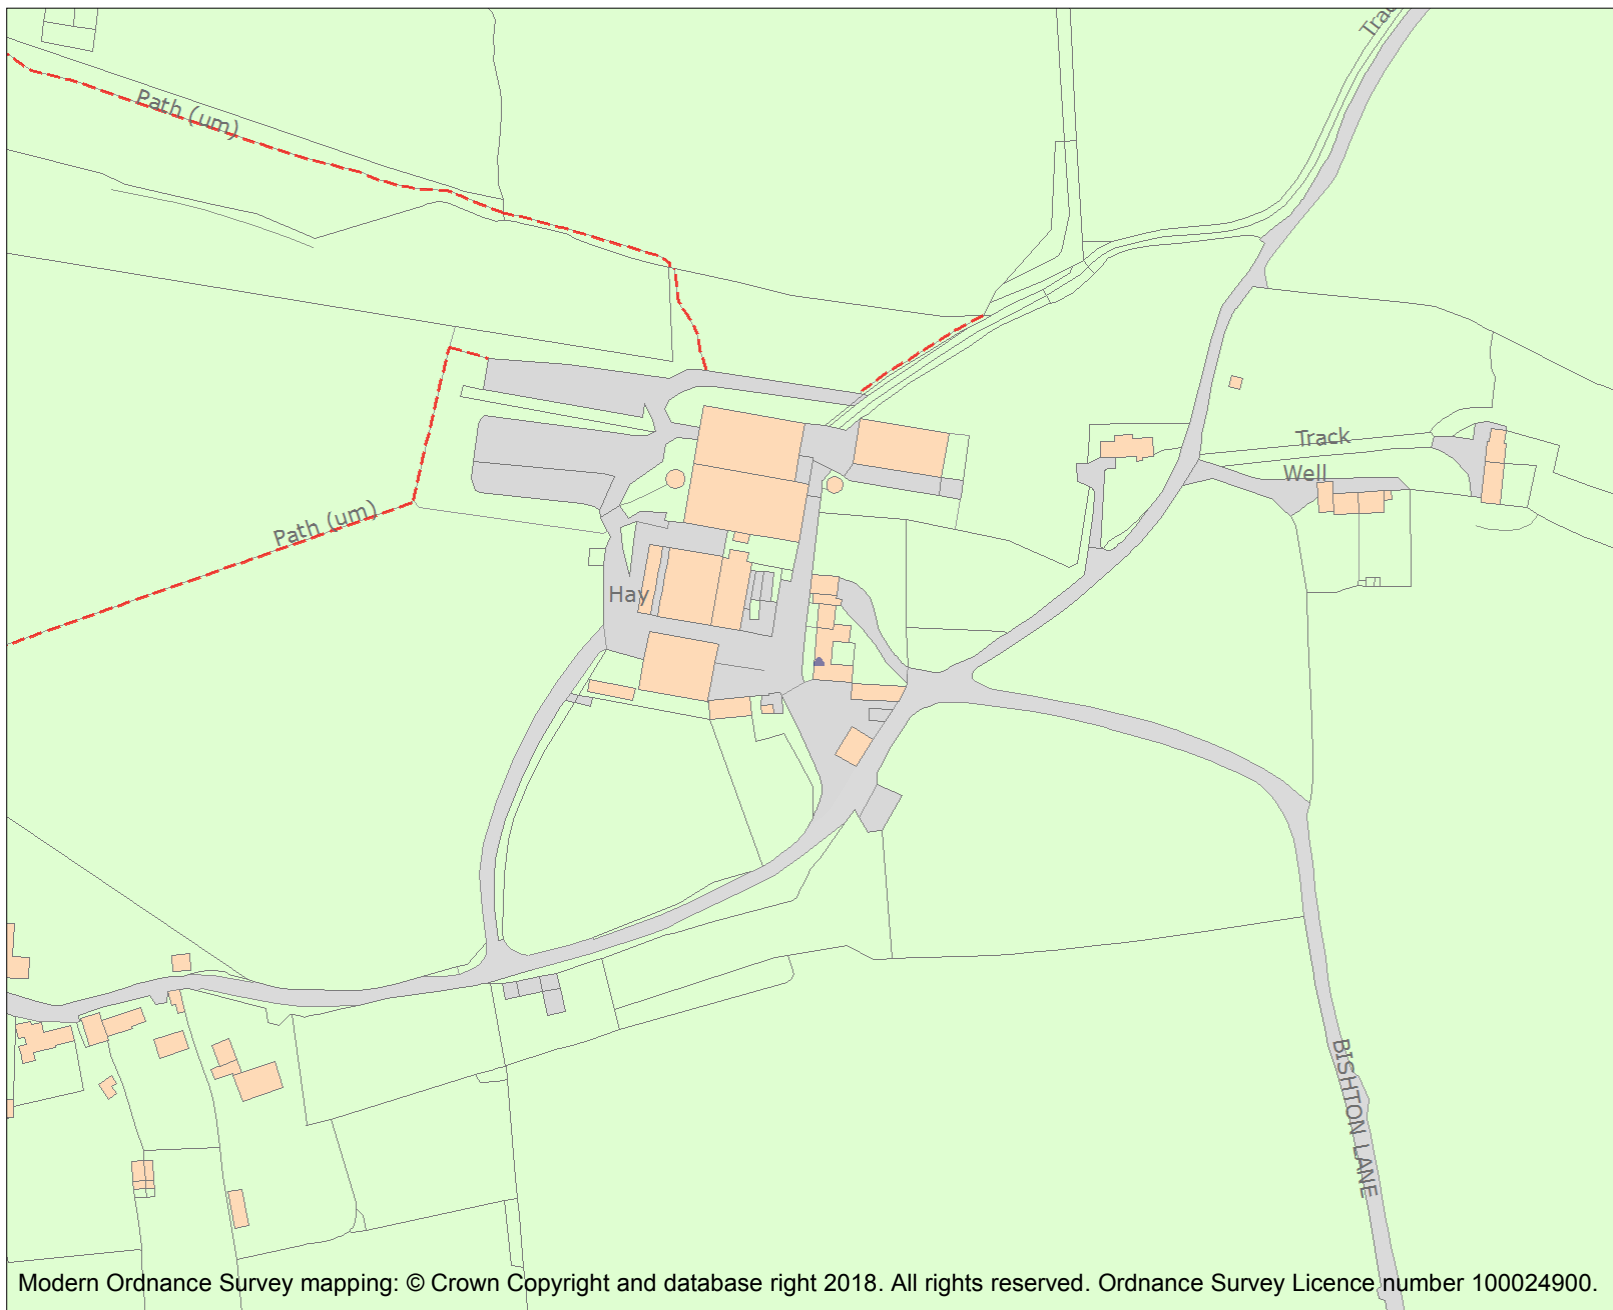 Trac
Path (um)
Track
Well
Path (um)
Hay
BISHTON LANE
Modern Ordnance Survey mapping: © Crown Copyright and database right 2018. All rights reserved. Ordnance Survey Licence number 100024900.